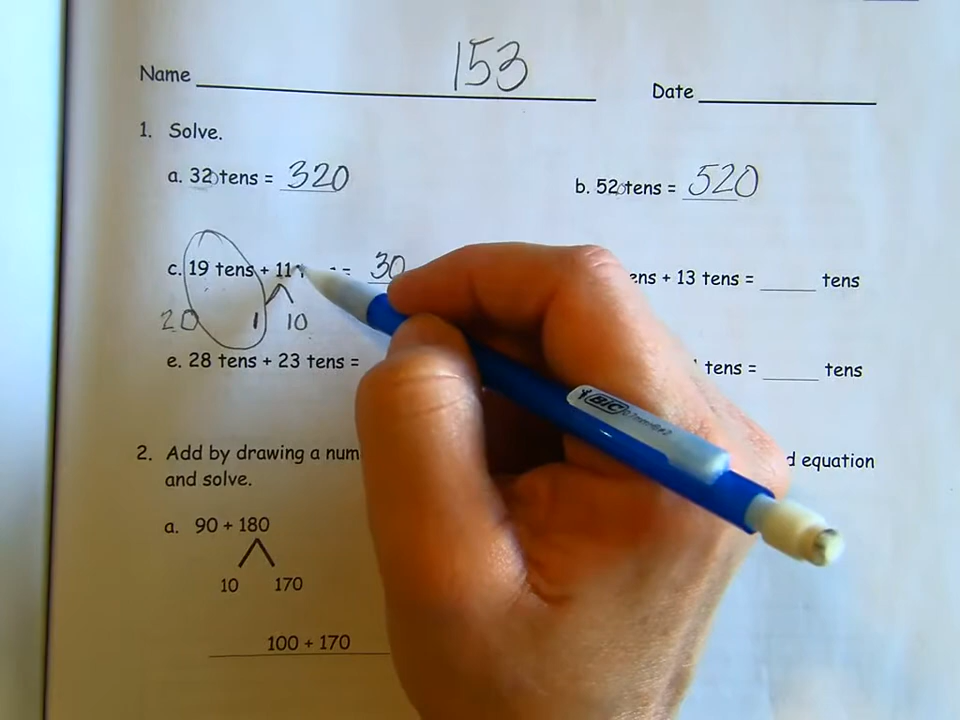 153
Name Date
1. Solve.
a. 32 tens = 320
b. 52 tens = 520
c. 19 tens + 11 = 30
ens + 13 tens = tens
20 1 10
e. 28 tens + 23 tens =
tens = tens
2. Add by drawing a num
d equation
and solve.
a. 90 + 180
10 170
100 + 170
BIC